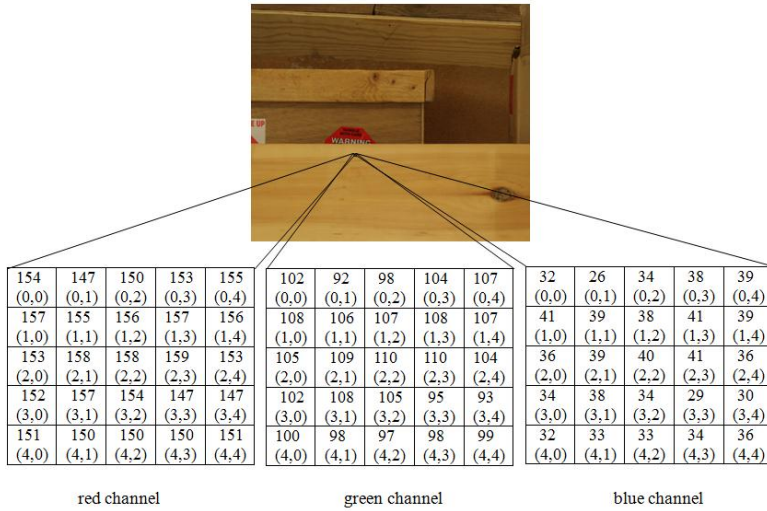 E UP
WARNING
154 147 150 153 155
(0,0) (0,1) (0,2) (0,3) (0,4)
157 155 156 157 156
(1,0) (1,1) (1,2) (1,3) (1,4)
153 158 158 159 153
(2,0) (2,1) (2,2) (2,3) (2,4)
152 157 154 147 147
(3,0) (3,1) (3,2) (3,3) (3,4)
151 150 150 150 151
(4,0) (4,1) (4,2) (4,3) (4,4)
red channel
102 92 98 104 107
(0,0) (0,1) (0,2) (0,3) (0,4)
108 106 107 108 107
(1,0) (1,1) (1,2) (1,3) (1,4)
105 109 110 110 104
(2,0) (2,1) (2,2) (2,3) (2,4)
102 108 105 95 93
(3,0) (3,1) (3,2) (3,3) (3,4)
100 98 97 98 99
(4,0) (4,1) (4,2) (4,3) (4,4)
green channel
32 26 34 38 39
(0,0) (0,1) (0,2) (0,3) (0,4)
41 39 38 41 39
(1,0) (1,1) (1,2) (1,3) (1,4)
36 39 40 41 36
(2,0) (2,1) (2,2) (2,3) (2,4)
34 38 34 29 30
(3,0) (3,1) (3,2) (3,3) (3,4)
32 33 33 34 36
(4,0) (4,1) (4,2) (4,3) (4,4)
blue channel